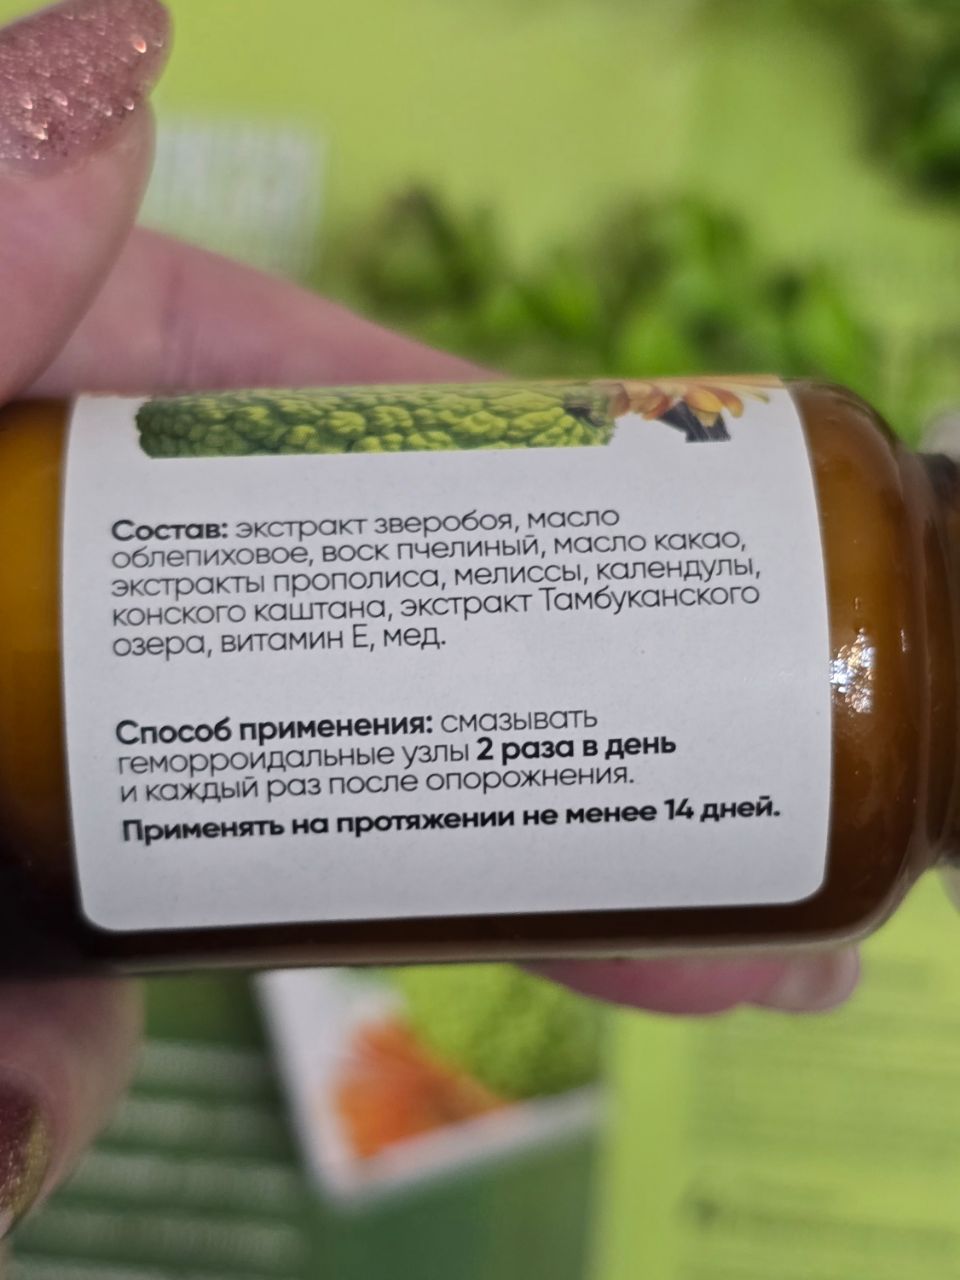 Состав: экстракт зверобоя, масло
облепиховое, воск пчелиный, масло какао,
экстракты прополиса, мелиссы, календулы,
конского каштана, экстракт Тамбуканского
озера, витамин Е, мед.
Способ применения: смазывать
геморроидальные узлы 2 раза в день
и каждый раз после опорожнения.
Применять на протяжении не менее 14 дней.